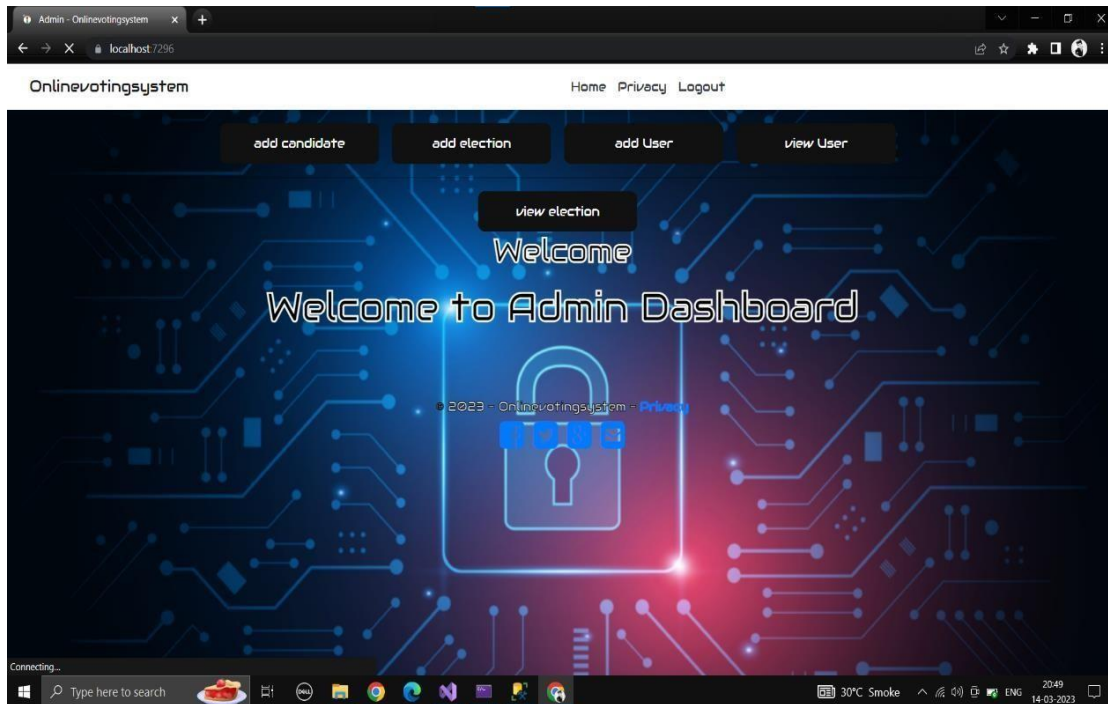 Admin - Onlinevotingsystem
localhost:7296
Onlinevotingsystem Home Privacy Logout
add candidate add election add User view User
view election
Welcome
Welcome to Admin Dashboard
© 2023 - Onlinevotingsystem - Privacy
Connecting...
Type here to search DELL 30°C Smoke ENG 20:49
14-03-2023